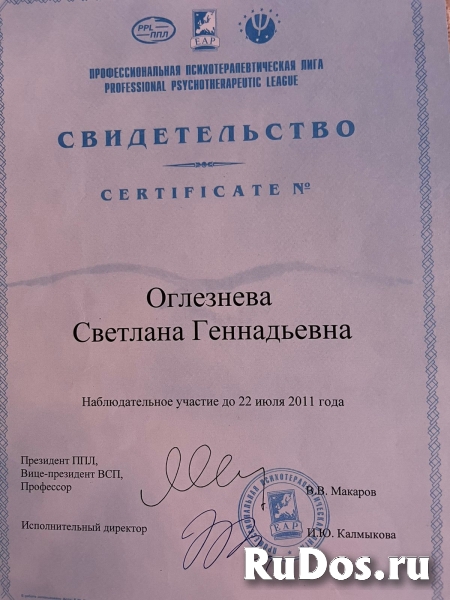 PPL
ППЛ
EAP
ПРОФЕССИОНАЛЬНАЯ ПСИХОТЕРАПЕВТИЧЕСКАЯ ЛИГА
PROFESSIONAL PSYCHOTHERAPEUTIC LEAGUE
СВИДЕТЕЛЬСТВО
CERTIFICATE №
Оглезнева
Светлана Геннадьевна
Наблюдательное участие до 22 июля 2011 года
Президент ППЛ,
Вице-президент ВСП,
Профессор
В.В. Макаров
Исполнительный директор
И.Ю. Калмыкова
EAP
RuDos.ru